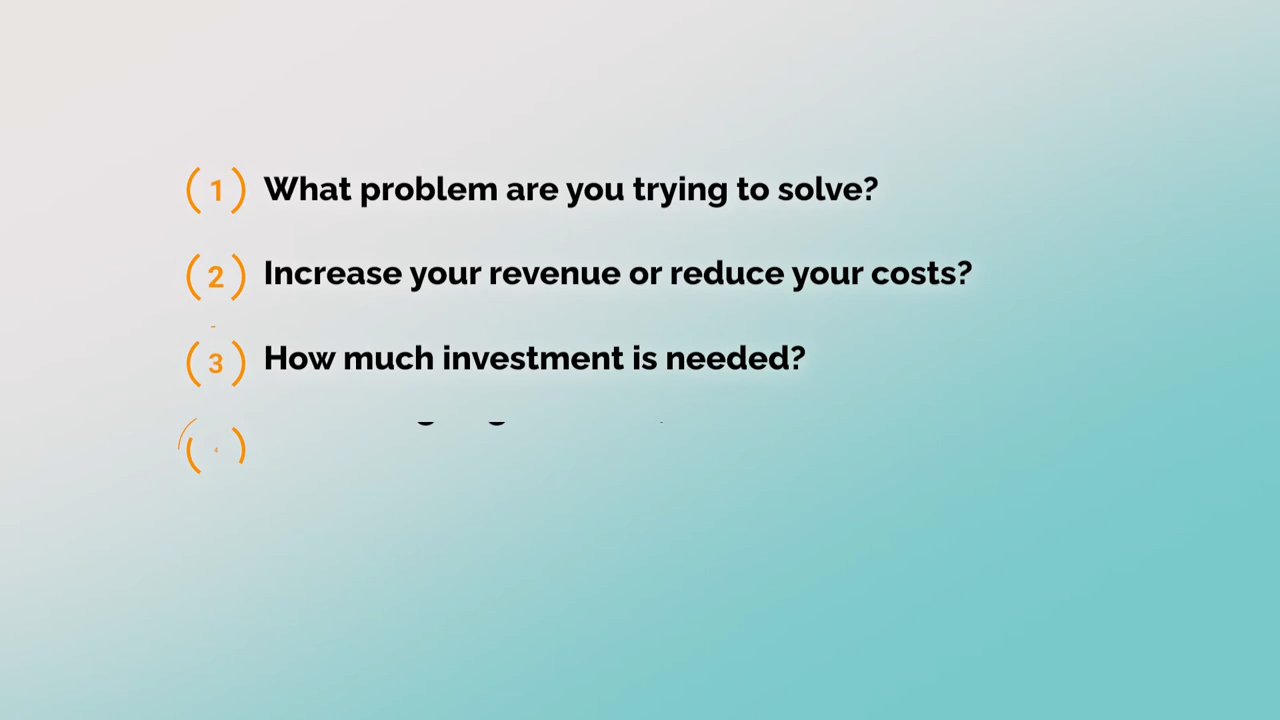 (1) What problem are you trying to solve?
(2) Increase your revenue or reduce your costs?
(3) How much investment is needed?
(4)